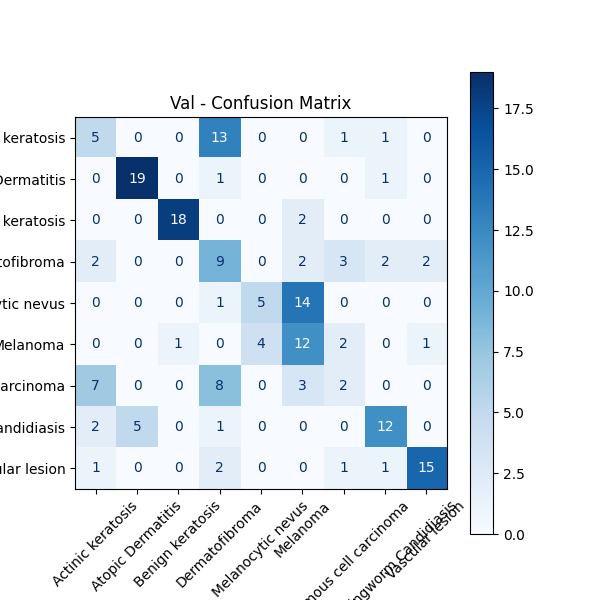 Val - Confusion Matrix
keratosis 5 0 0 13 0 0 1 1 0
Dermatitis 0 19 0 1 0 0 0 1 0
keratosis 0 0 18 0 0 2 0 0 0
tofibroma 2 0 0 9 0 2 3 2 2
ytic nevus 0 0 0 1 5 14 0 0 0
Melanoma 0 0 1 0 4 12 2 0 1
arcinoma 7 0 0 8 0 3 2 0 0
andidiasis 2 5 0 1 0 0 0 12 0
ular lesion 1 0 0 2 0 0 1 1 15
Actinic keratosis
Atopic Dermatitis
Benign keratosis
Dermatofibroma
Melanocytic nevus
Melanoma
mous cell carcinoma
ngworm Candidiasis
Vascular lesion
17.5
15.0
12.5
10.0
7.5
5.0
2.5
0.0